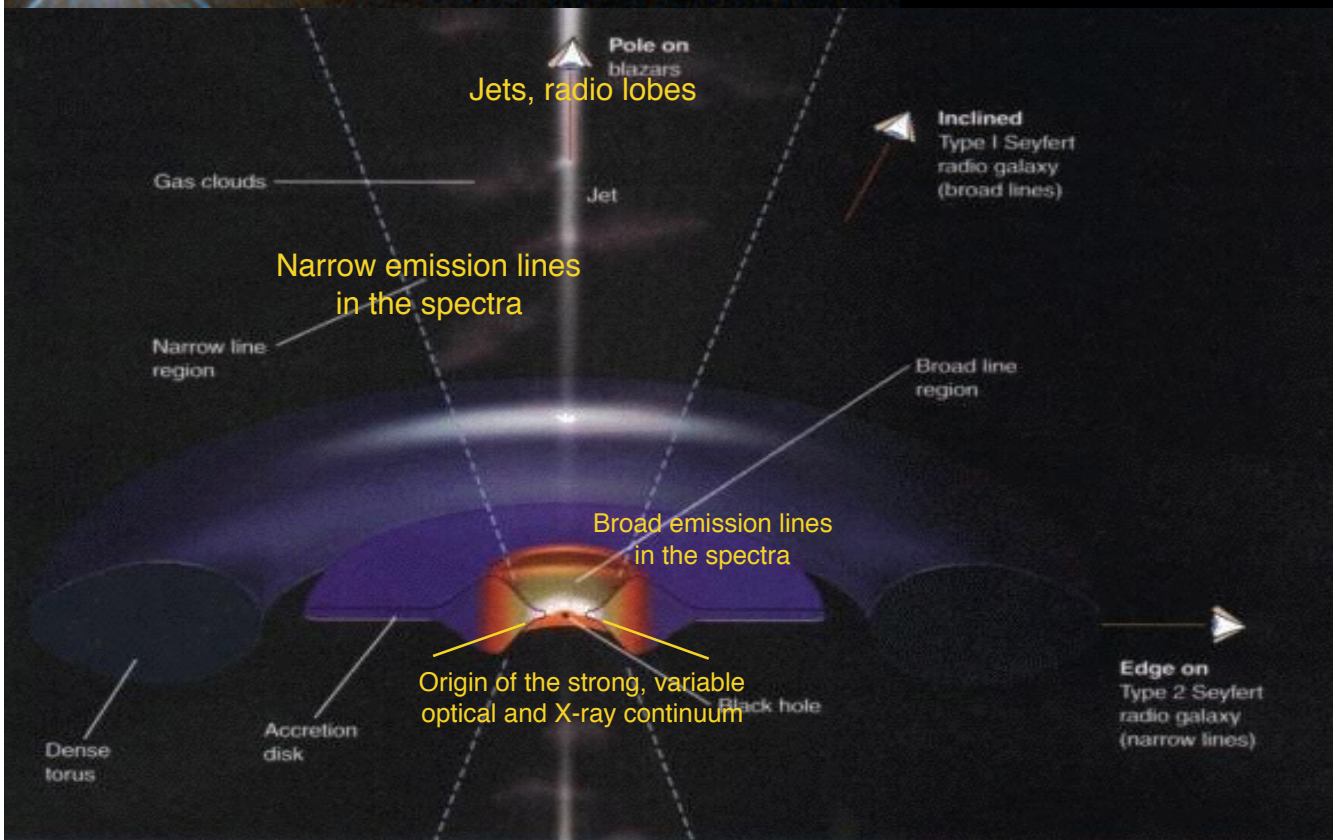 Pole on
blazars
Jets, radio lobes
Inclined
Type I Seyfert
radio galaxy
(broad lines)
Gas clouds
Jet
Narrow emission lines
in the spectra
Narrow line
region
Broad line
region
Broad emission lines
in the spectra
Origin of the strong, variable
optical and X-ray continuum
Black hole
Edge on
Type 2 Seyfert
radio galaxy
(narrow lines)
Accretion
disk
Dense
torus